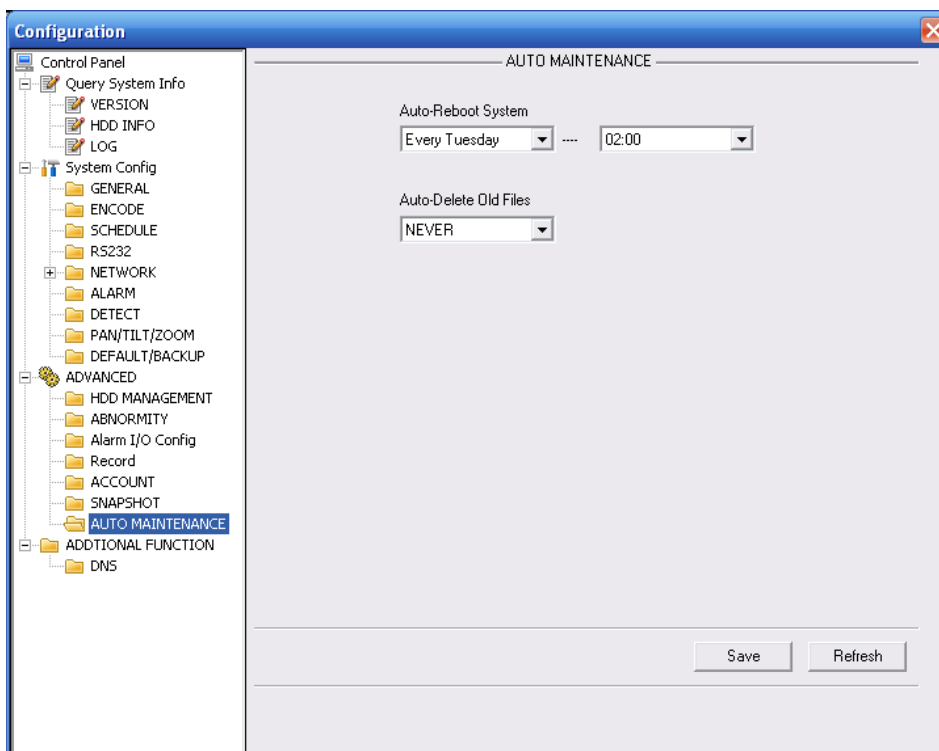 Configuration
Control Panel
Query System Info
VERSION
HDD INFO
LOG
System Config
GENERAL
ENCODE
SCHEDULE
RS232
NETWORK
ALARM
DETECT
PAN/TILT/ZOOM
DEFAULT/BACKUP
ADVANCED
HDD MANAGEMENT
ABNORMITY
Alarm I/O Config
Record
ACCOUNT
SNAPSHOT
AUTO MAINTENANCE
ADDTIONAL FUNCTION
DNS
AUTO MAINTENANCE
Auto-Reboot System
Every Tuesday ---- 02:00
Auto-Delete Old Files
NEVER
Save Refresh